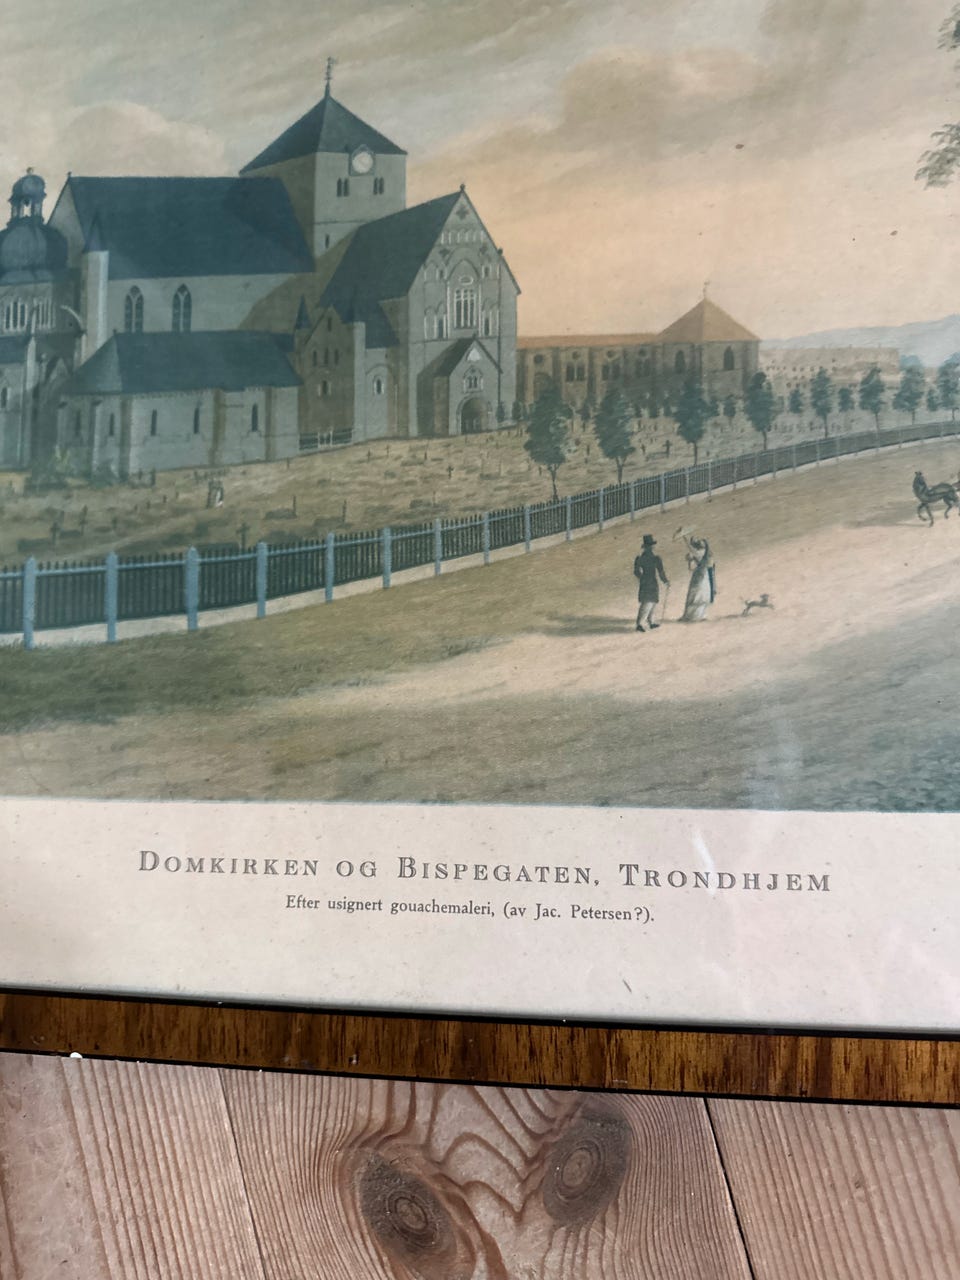 Domkirken og Bispegaten, Trondhjem
Efter usignert gouachemaleri, (av Jac. Petersen?).